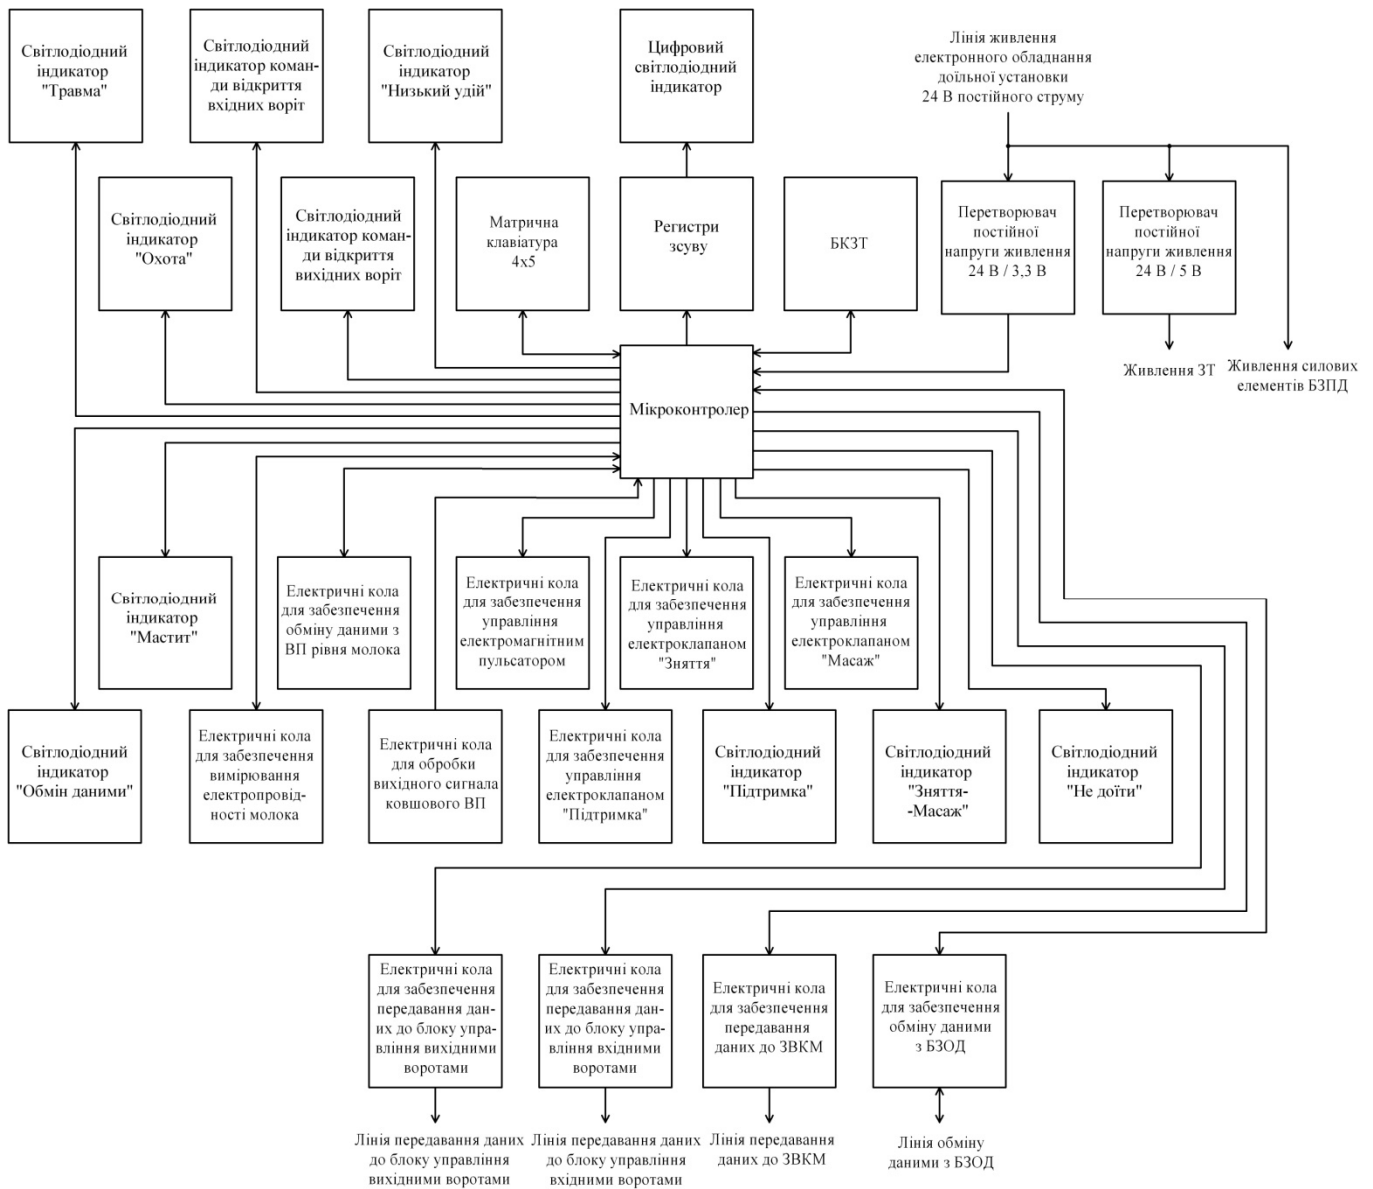 Світлодіодний
індикатор
"Травма"
Світлодіодний
індикатор коман-
ди відкриття
вхідних воріт
Світлодіодний
індикатор
"Низький удій"
Цифровий
світлодіодний
індикатор
Лінія живлення
електронного обладнання
доїльної установки
24 В постійного струму
Світлодіодний
індикатор
"Охота"
Світлодіодний
індикатор коман-
ди відкриття
вихідних воріт
Матрична
клавіатура
4х5
Регистри
зсуву
БКЗТ
Перетворювач
постійної
напруги живлення
24 В / 3,3 В
Перетворювач
постійної
напруги живлення
24 В / 5 В
Живлення ЗТ
Живлення силових
елементів БЗПД
Мікроконтролер
Світлодіодний
індикатор
"Мастит"
Електричні кола
для забезпечення
обміну даними з
ВП рівня молока
Електричні кола
для забезпечення
управління
електромагнітним
пульсатором
Електричні кола
для забезпечення
управління
електроклапаном
"Зняття"
Електричні кола
для забезпечення
управління
електроклапаном
"Масаж"
Світлодіодний
індикатор
"Обмін даними"
Електричні кола
для забезпечення
вимірювання
електропровід-
ності молока
Електричні кола
для обробки
вихідного сигнала
ковшового ВП
Електричні кола
для забезпечення
управління
електроклапаном
"Підтримка"
Світлодіодний
індикатор
"Підтримка"
Світлодіодний
індикатор
"Зняття-
-Масаж"
Світлодіодний
індикатор
"Не доїти"
Електричні кола
для забезпечення
передавання дан-
их до блоку упра-
вління вихідними
воротами
Електричні кола
для забезпечення
передавання дан-
их до блоку упра-
вління вхідними
воротами
Електричні кола
для забезпечення
передавання
даних до ЗВКМ
Електричні кола
для забезпечення
обміну даними
з БЗОД
Лінія передавання даних
до блоку управління
вихідними воротами
Лінія передавання даних
до блоку управління
вхідними воротами
Лінія передавання
даних до ЗВКМ
Лінія обміну
даними з БЗОД